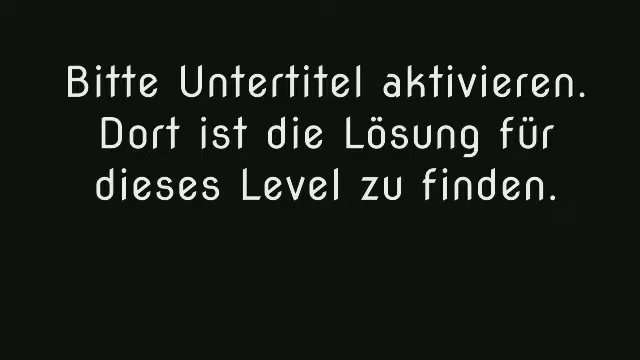 Bitte Untertitel aktivieren.
Dort ist die Lösung für
dieses Level zu finden.